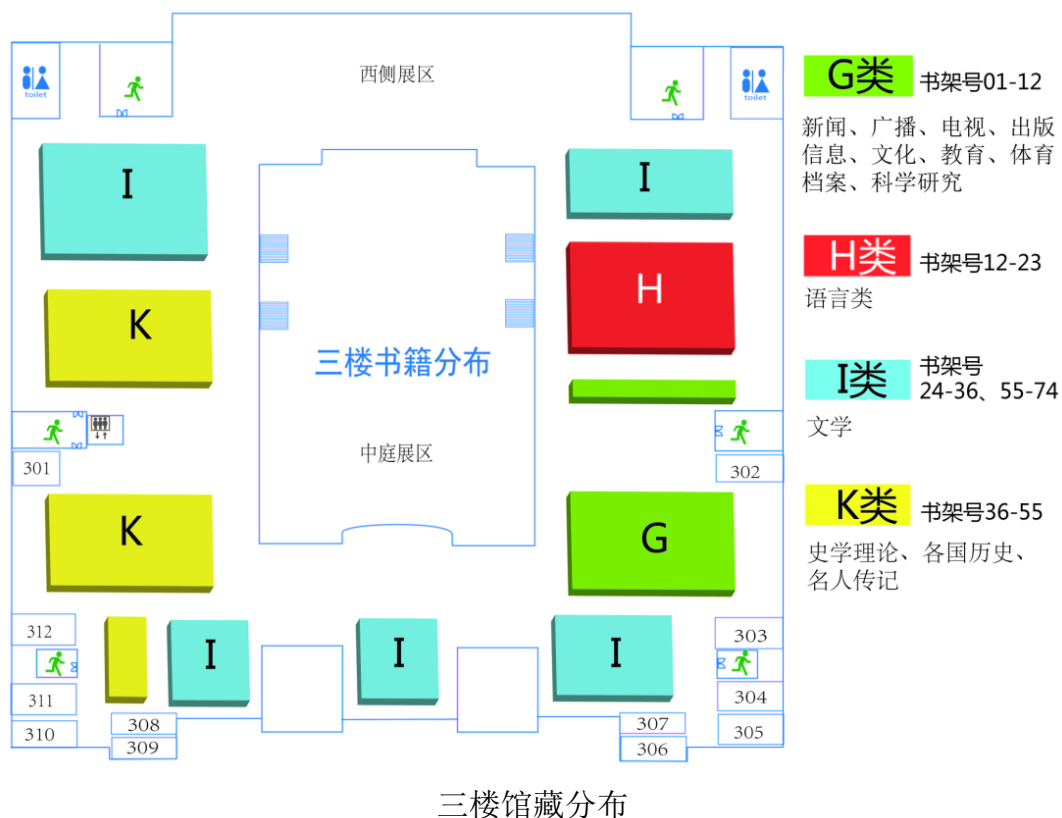 西侧展区
toilet
toilet
I
I
K
H
三楼书籍分布
中庭展区
301
302
K
G
312
303
I
I
I
311
304
310
308
307
305
309
306
G类 书架号01-12
新闻、广播、电视、出版
信息、文化、教育、体育
档案、科学研究
H类 书架号12-23
语言类
I类 书架号
24-36、55-74
文学
K类 书架号36-55
史学理论、各国历史、
名人传记
三楼馆藏分布